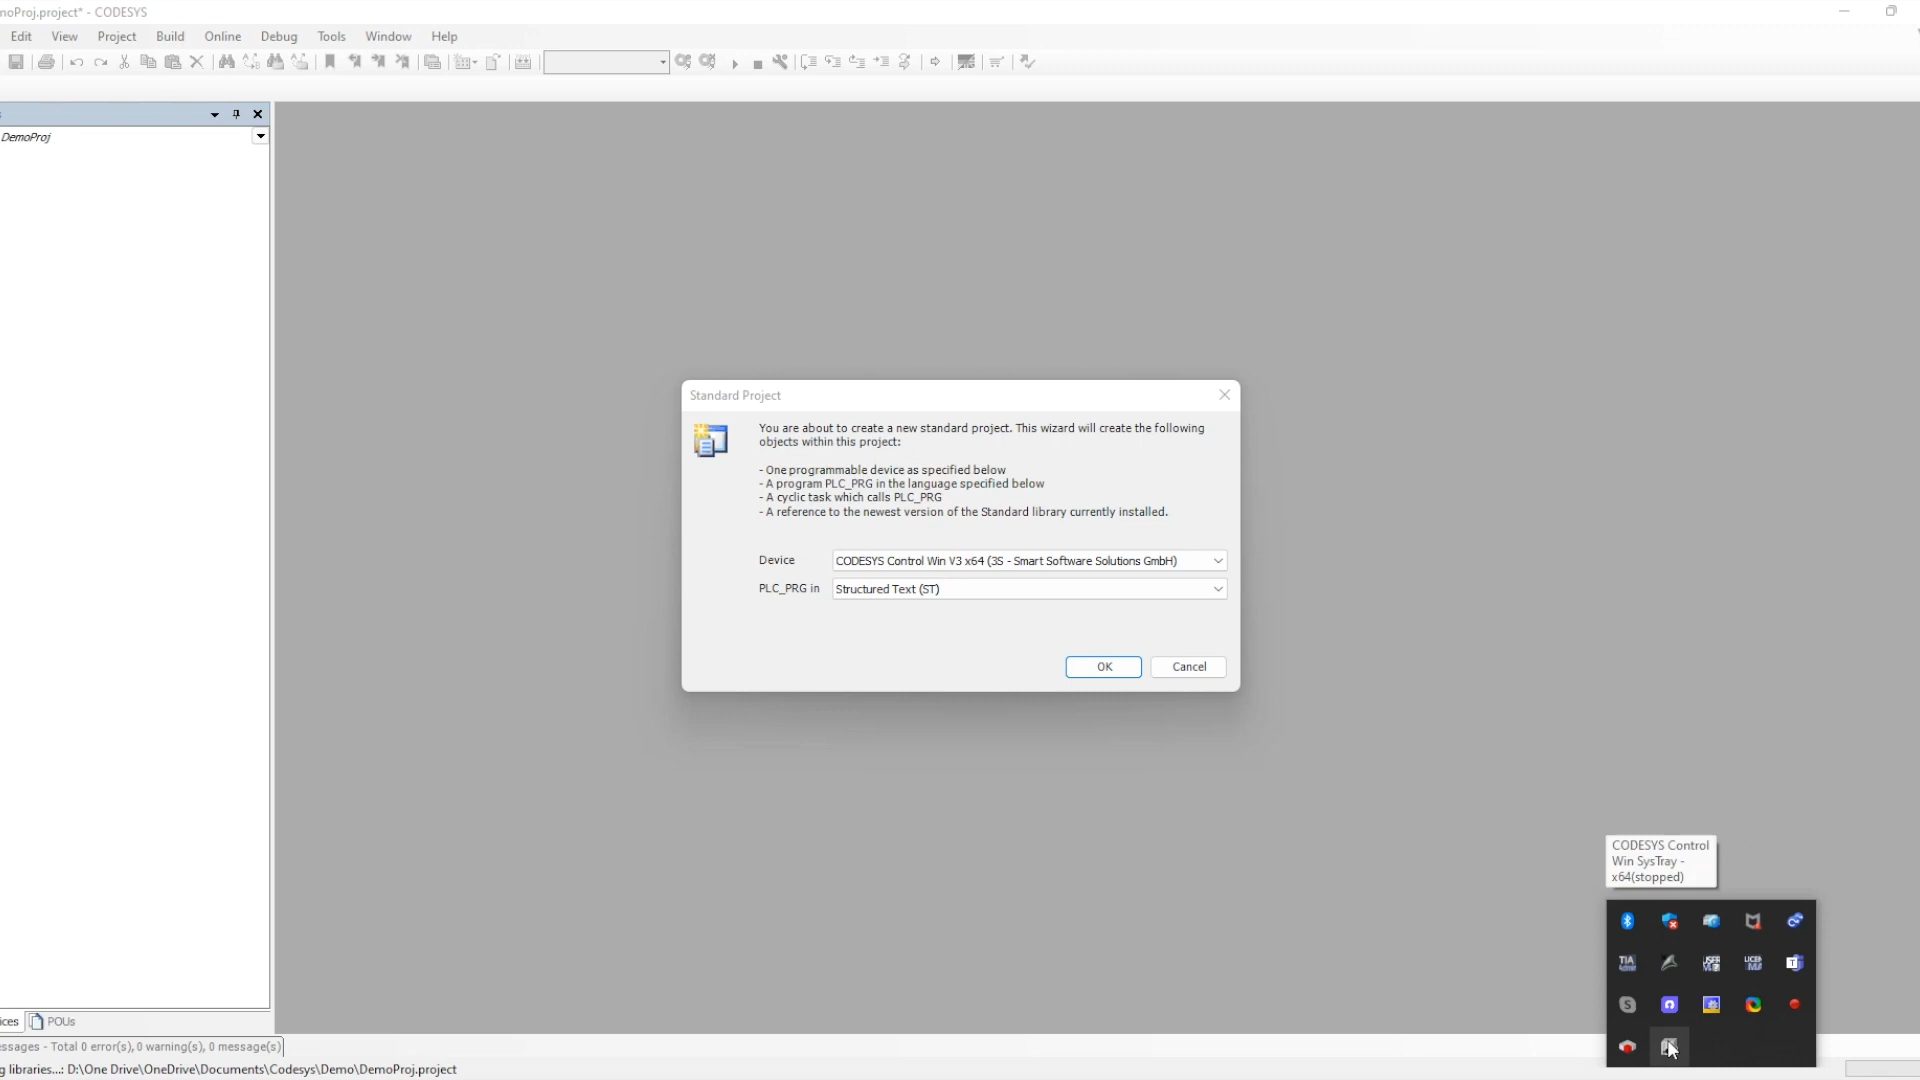 noProj.project* - CODESYS
Edit View Project Build Online Debug Tools Window Help
DemoProj
Standard Project
You are about to create a new standard project. This wizard will create the following
objects within this project:
- One programmable device as specified below
- A program PLC_PRG in the language specified below
- A cyclic task which calls PLC_PRG
- A reference to the newest version of the Standard library currently installed.
Device CODESYS Control Win V3 x64 (3S - Smart Software Solutions GmbH)
PLC_PRG in Structured Text (ST)
OK Cancel
CODESYS Control
Win SysTray -
x64(stopped)
TIA
ices POUs
essages - Total 0 error(s), 0 warning(s), 0 message(s)
g libraries...: D:\One Drive\OneDrive\Documents\Codesys\Demo\DemoProj.project